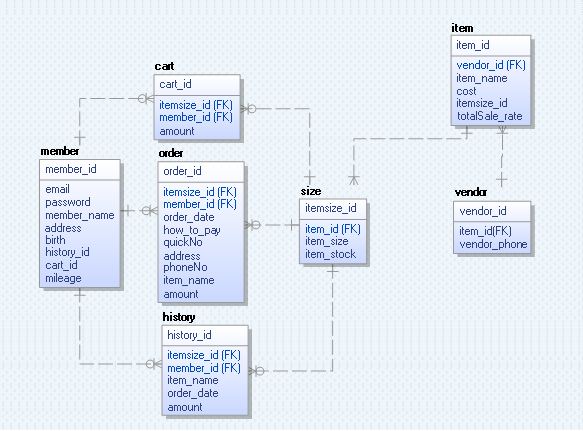 item
item_id
vendor_id (FK)
item_name
cost
itemsize_id
totalSale_rate
cart
cart_id
itemsize_id (FK)
member_id (FK)
amount
member
member_id
email
password
member_name
address
birth
history_id
cart_id
mileage
order
order_id
itemsize_id (FK)
member_id (FK)
order_date
how_to_pay
quickNo
address
phoneNo
item_name
amount
size
itemsize_id
item_id (FK)
item_size
item_stock
vendor
vendor_id
item_id(FK)
vendor_phone
history
history_id
itemsize_id (FK)
member_id (FK)
item_name
order_date
amount